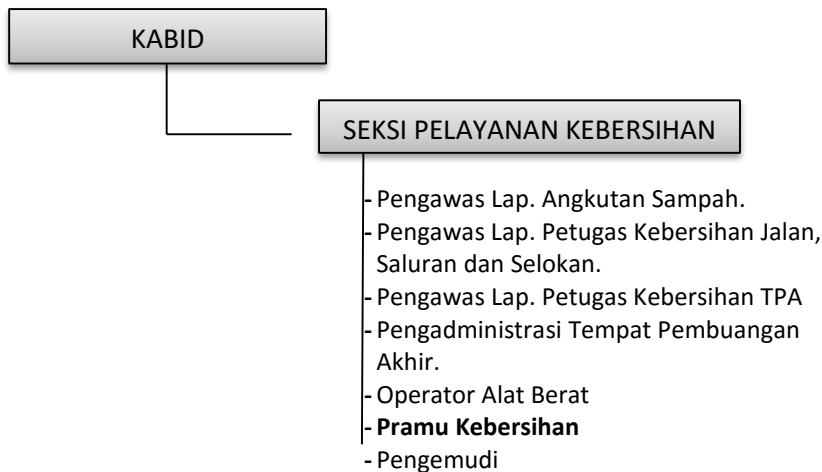 KABID
SEKSI PELAYANAN KEBERSIHAN
- Pengawas Lap. Angkutan Sampah.
- Pengawas Lap. Petugas Kebersihan Jalan,
Saluran dan Selokan.
- Pengawas Lap. Petugas Kebersihan TPA
- Pengadministrasi Tempat Pembuangan
Akhir.
- Operator Alat Berat
- Pramu Kebersihan
- Pengemudi